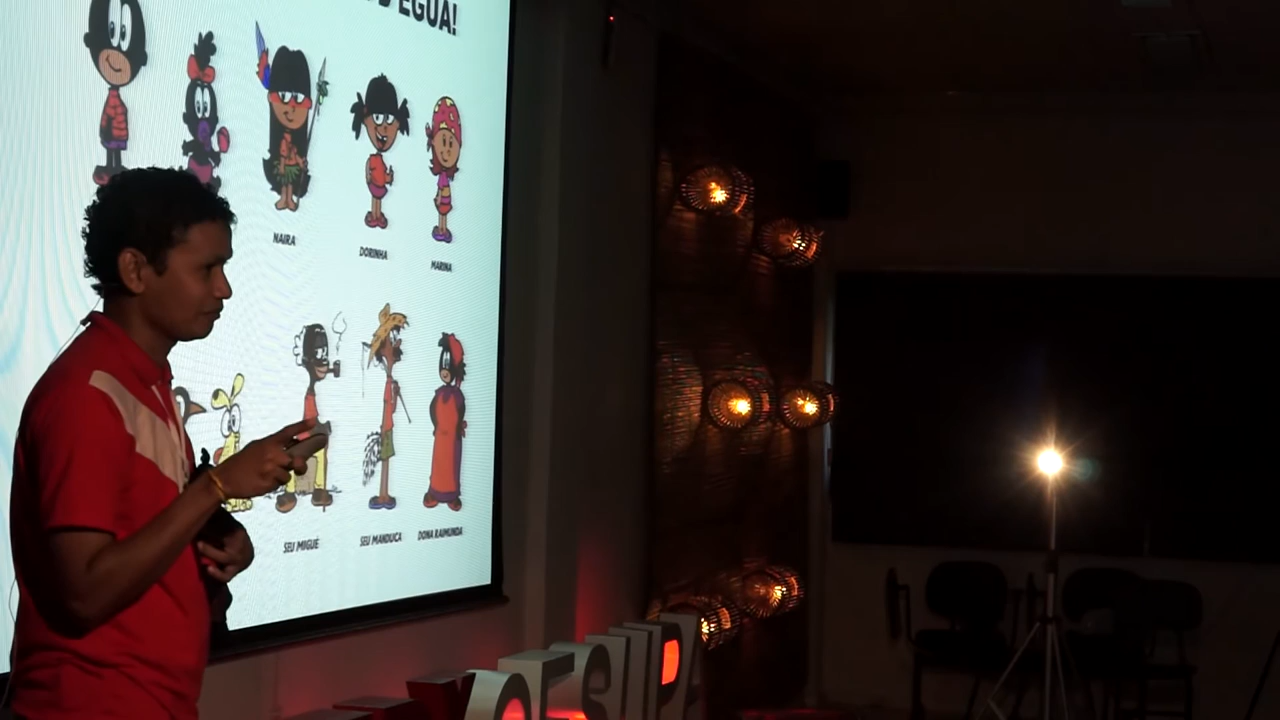 D'ÉGUA!
NAIRA
DORINHA
MARINA
SEU MIGUÉ
SEU MANDUCA
DONA RAIMUNDA